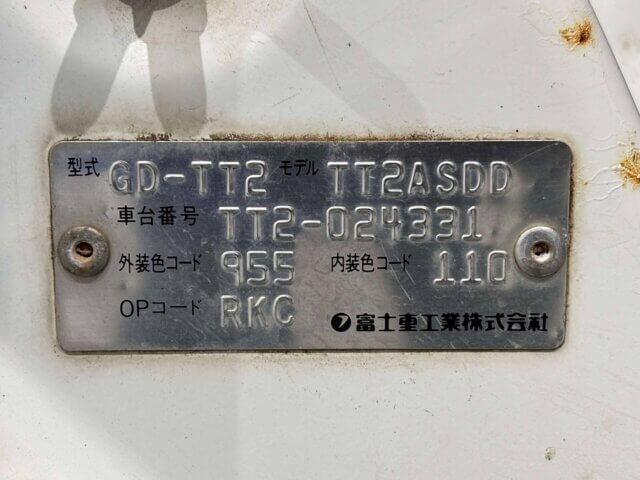 型式 GD-TT2 モデル TT2ASDD
車台番号 TT2-024331
外装色コード 955 内装色コード 110
OPコード RKC 富士重工業株式会社